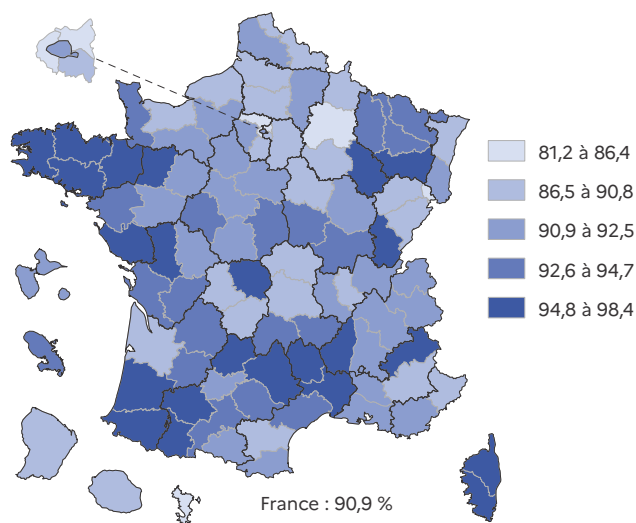 81,2 à 86,4
86,5 à 90,8
90,9 à 92,5
92,6 à 94,7
94,8 à 98,4
France : 90,9 %